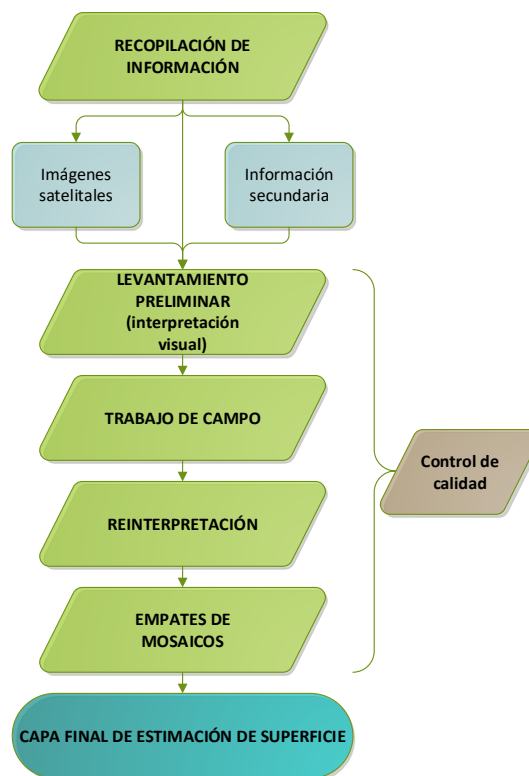 RECOPILACIÓN DE
INFORMACIÓN
Imágenes
satelitales
Información
secundaria
LEVANTAMIENTO
PRELIMINAR
(interpretación
visual)
TRABAJO DE CAMPO
Control de
calidad
REINTERPRETACIÓN
EMPATES DE
MOSAICOS
CAPA FINAL DE ESTIMACIÓN DE SUPERFICIE